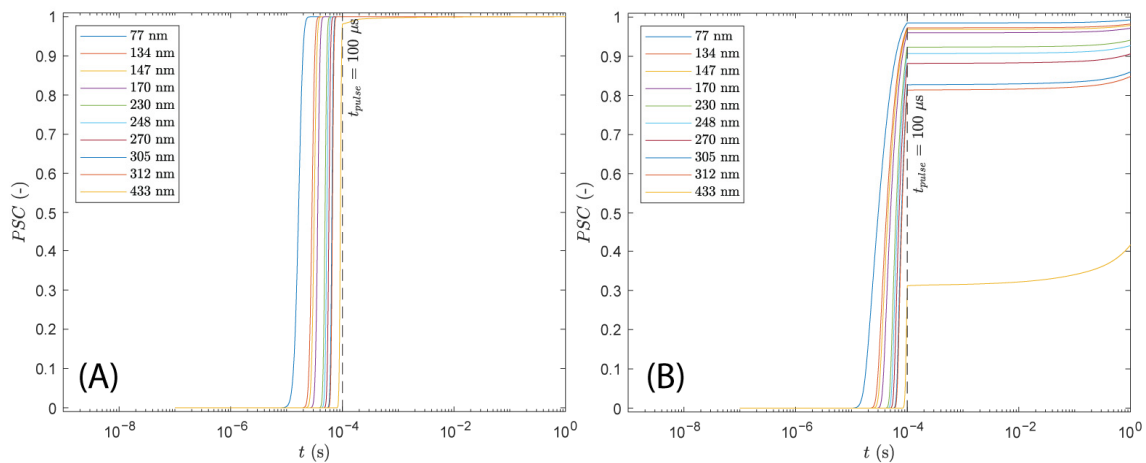 1
0.9
0.8
0.7
0.6
0.5
0.4
0.3
0.2
0.1
0
PSC (-)
77 nm
134 nm
147 nm
170 nm
230 nm
248 nm
270 nm
305 nm
312 nm
433 nm
t_pulse = 100 μs
(A)
10^-8
10^-6
10^-4
10^-2
10^0
t (s)
1
0.9
0.8
0.7
0.6
0.5
0.4
0.3
0.2
0.1
0
PSC (-)
77 nm
134 nm
147 nm
170 nm
230 nm
248 nm
270 nm
305 nm
312 nm
433 nm
t_pulse = 100 μs
(B)
10^-8
10^-6
10^-4
10^-2
10^0
t (s)